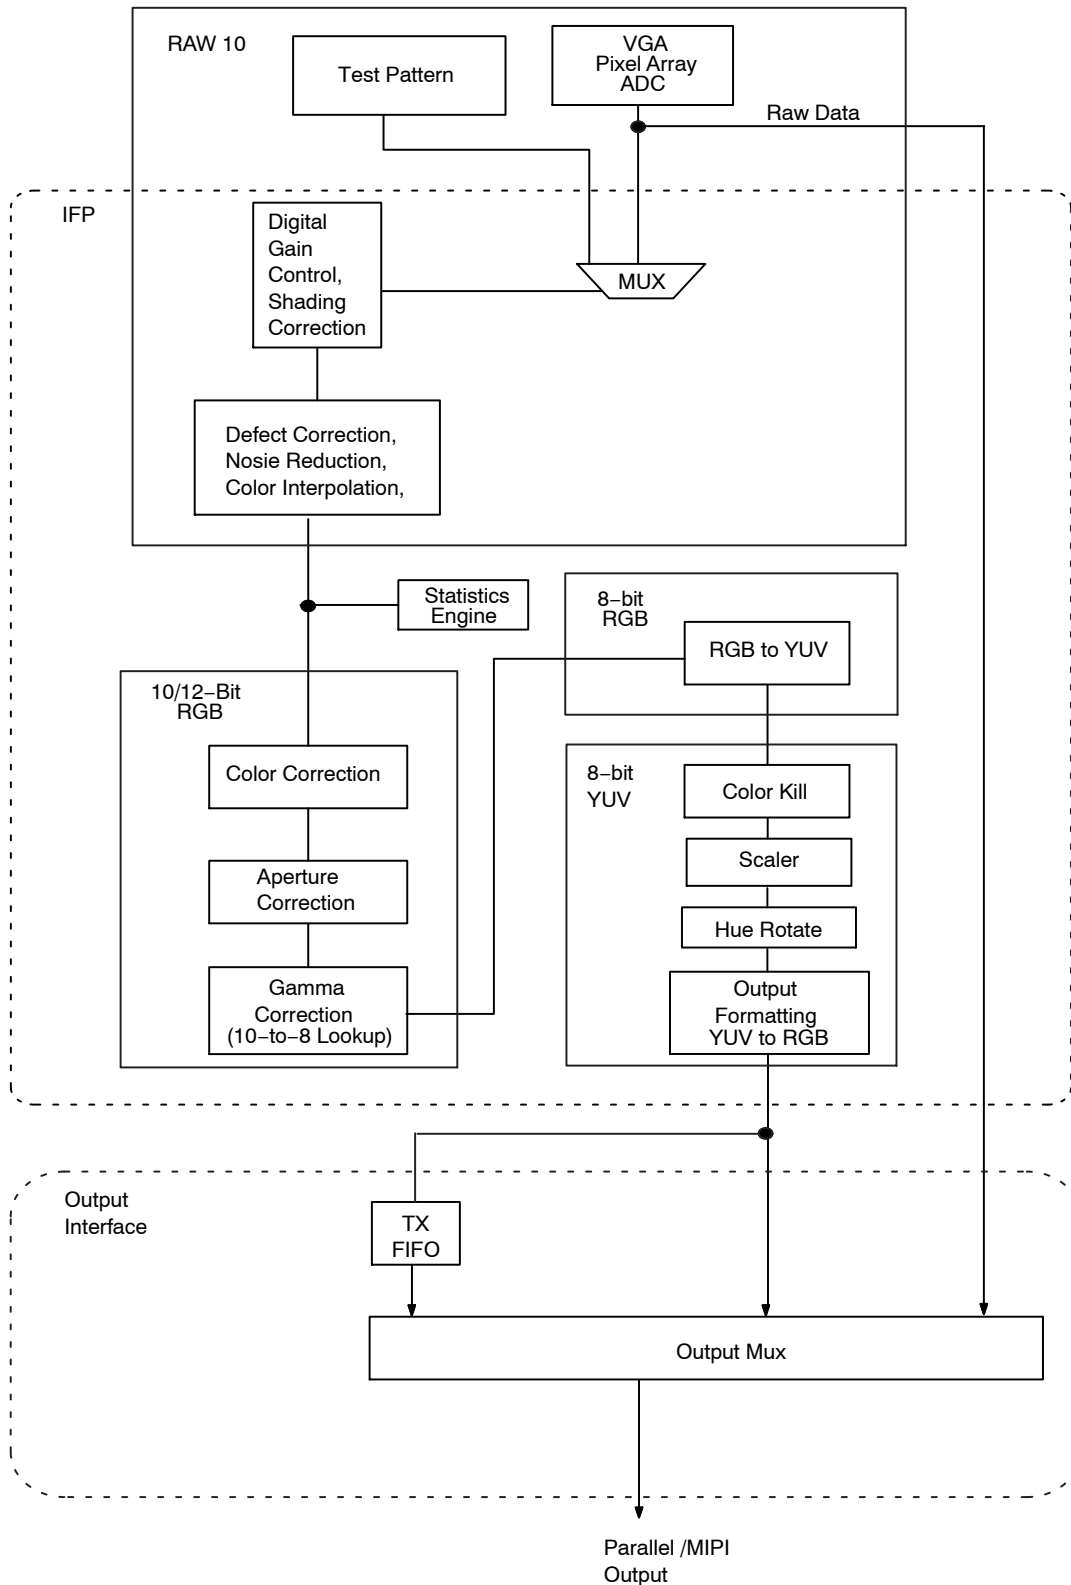 RAW 10
Test Pattern
VGA
Pixel Array
ADC
Raw Data
IFP
Digital
Gain
Control,
Shading
Correction
MUX
Defect Correction,
Nosie Reduction,
Color Interpolation,
Statistics
Engine
8−bit
RGB
RGB to YUV
10/12−Bit
RGB
Color Correction
Aperture
Correction
Gamma
Correction
(10−to−8 Lookup)
8−bit
YUV
Color Kill
Scaler
Hue Rotate
Output
Formatting
YUV to RGB
Output
Interface
TX
FIFO
Output Mux
Parallel /MIPI
Output